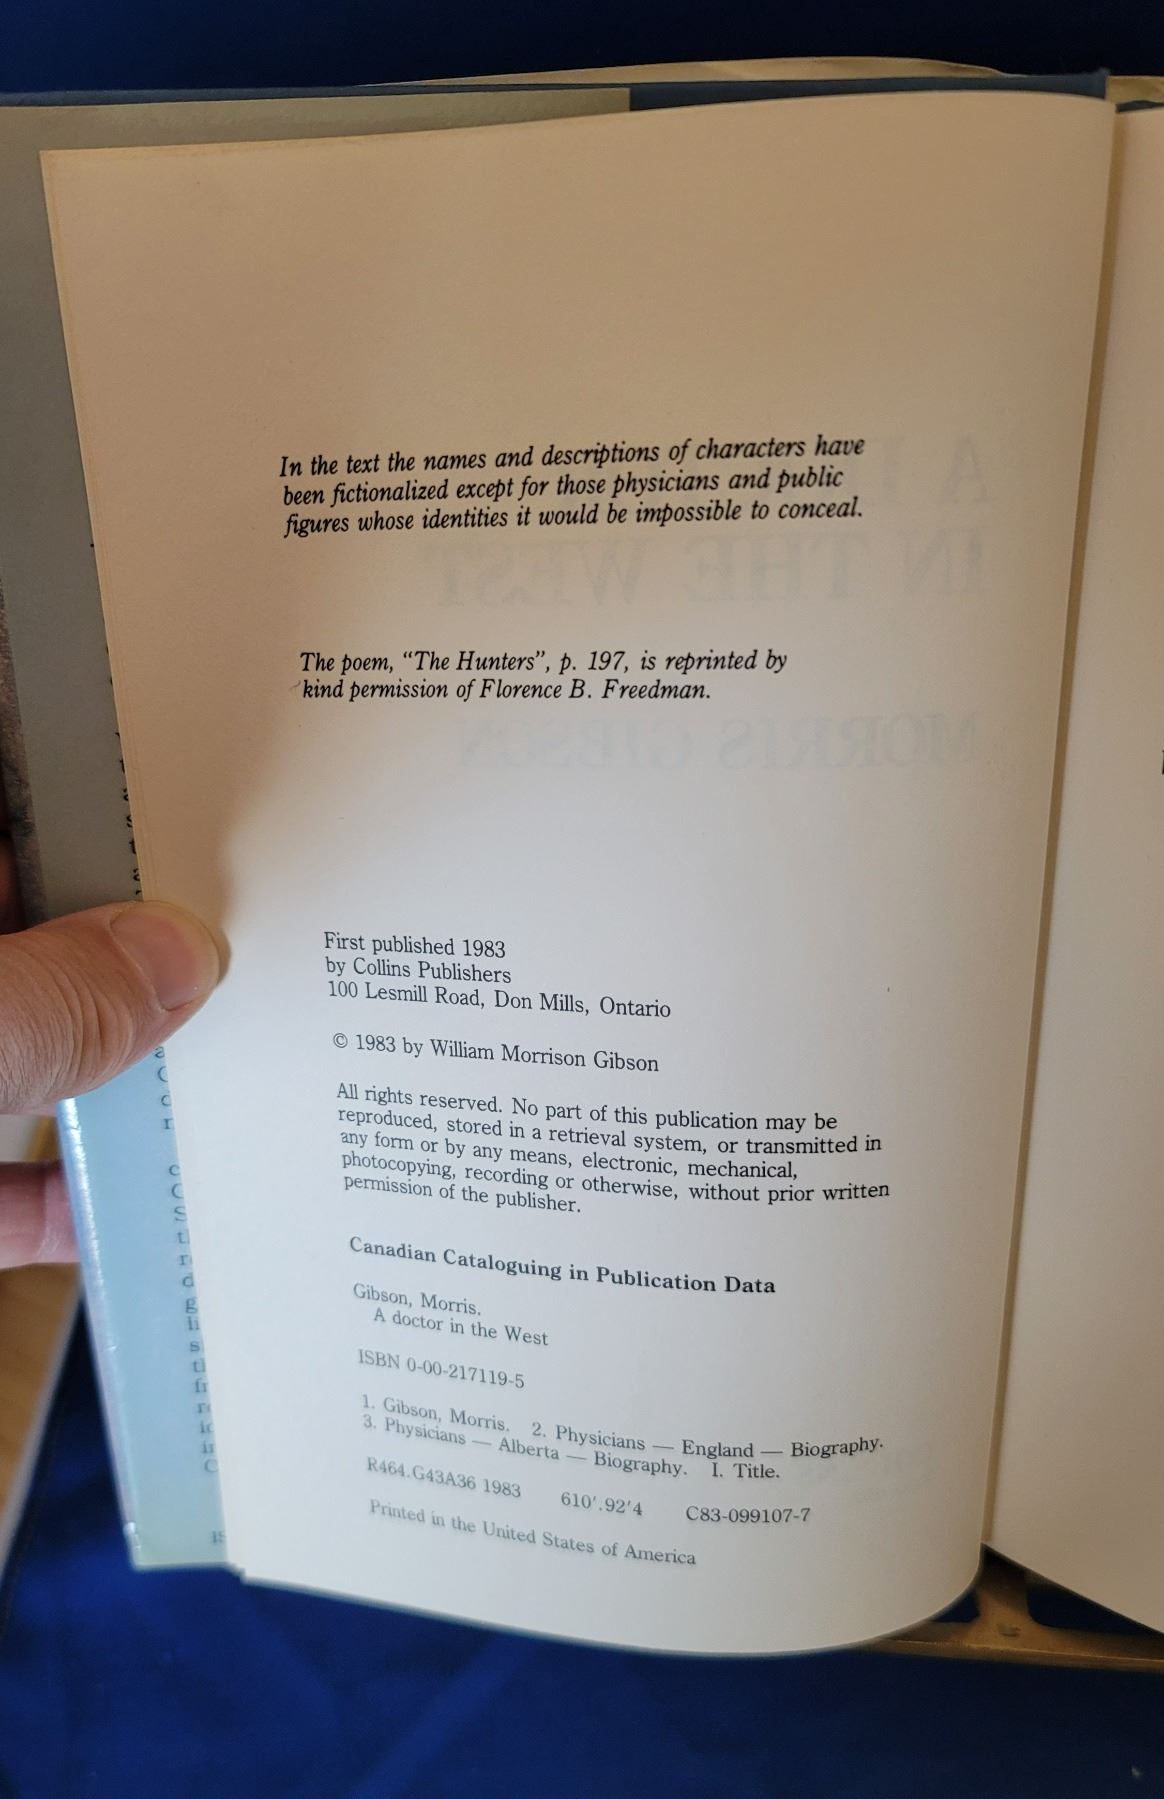 In the text the names and descriptions of characters have
been fictionalized except for those physicians and public
figures whose identities it would be impossible to conceal.
The poem, “The Hunters”, p. 197, is reprinted by
kind permission of Florence B. Freedman.
First published 1983
by Collins Publishers
100 Lesmill Road, Don Mills, Ontario
© 1983 by William Morrison Gibson
All rights reserved. No part of this publication may be
reproduced, stored in a retrieval system, or transmitted in
any form or by any means, electronic, mechanical,
photocopying, recording or otherwise, without prior written
permission of the publisher.
Canadian Cataloguing in Publication Data
Gibson, Morris.
A doctor in the West
ISBN 0-00-217119-5
1. Gibson, Morris. 2. Physicians — England — Biography.
3. Physicians — Alberta — Biography. I. Title.
R464.G43A36 1983 610′.92′4 C83-099107-7
Printed in the United States of America